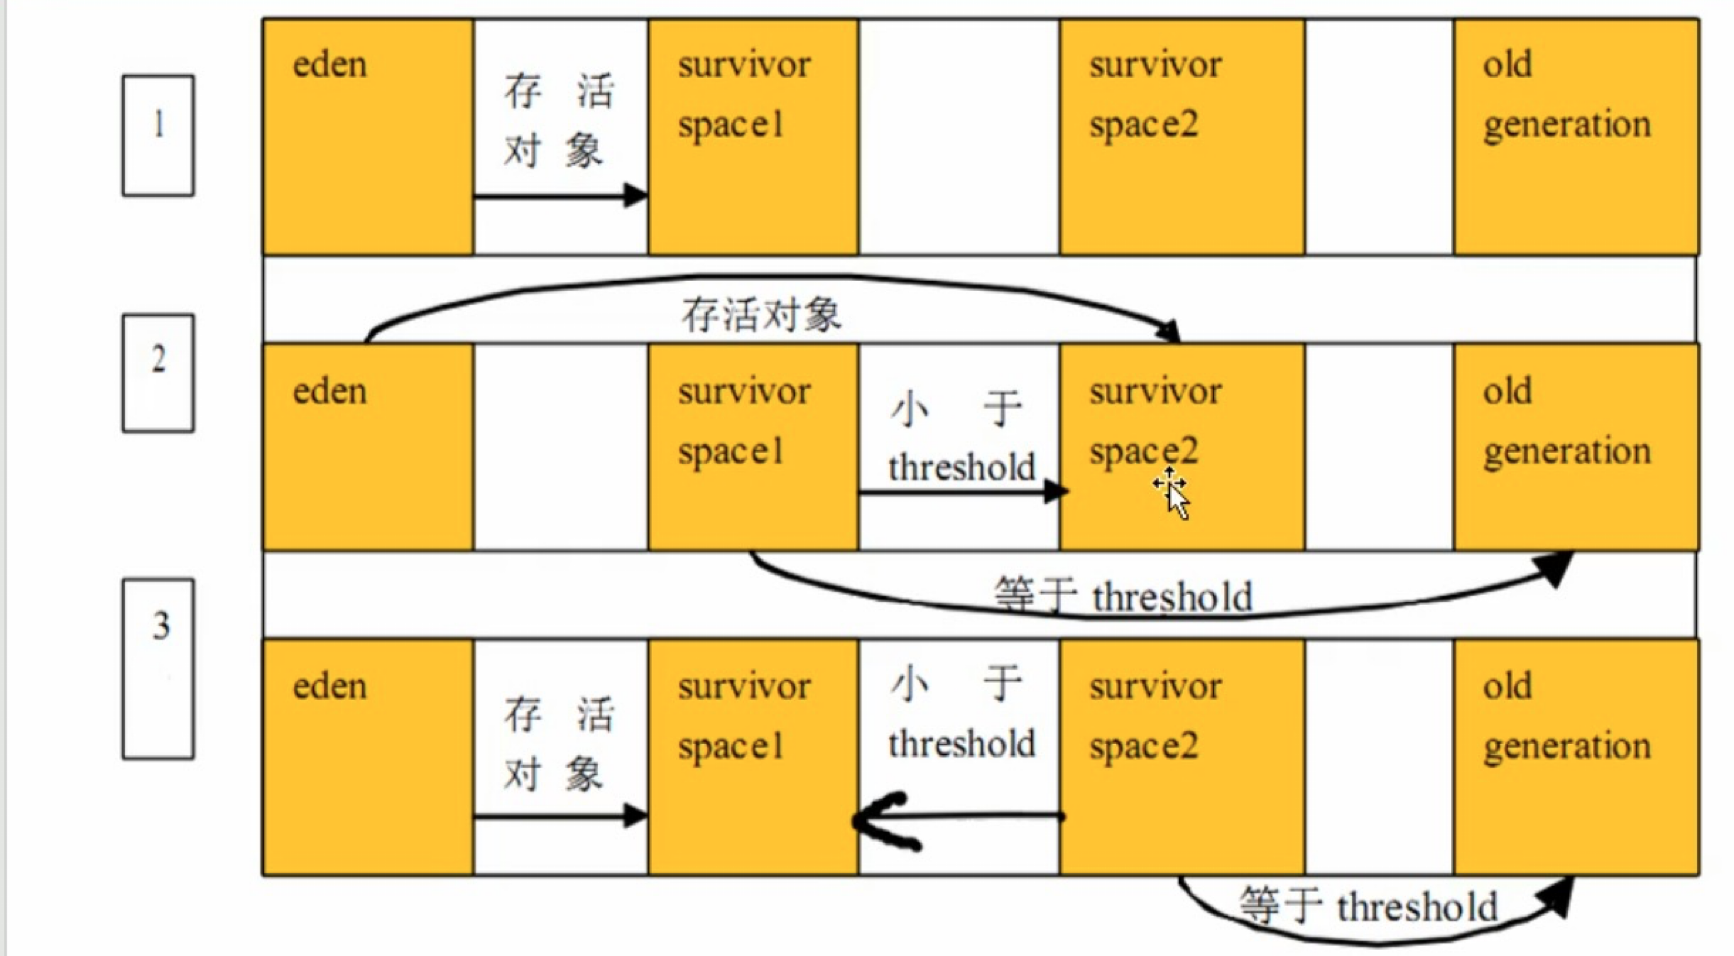 1
eden
存 活
对 象
survivor
space1
survivor
space2
old
generation
2
存活对象
eden
survivor
space1
小 于
threshold
survivor
space2
old
generation
等于 threshold
3
eden
存 活
对 象
survivor
space1
小 于
threshold
survivor
space2
old
generation
等于 threshold